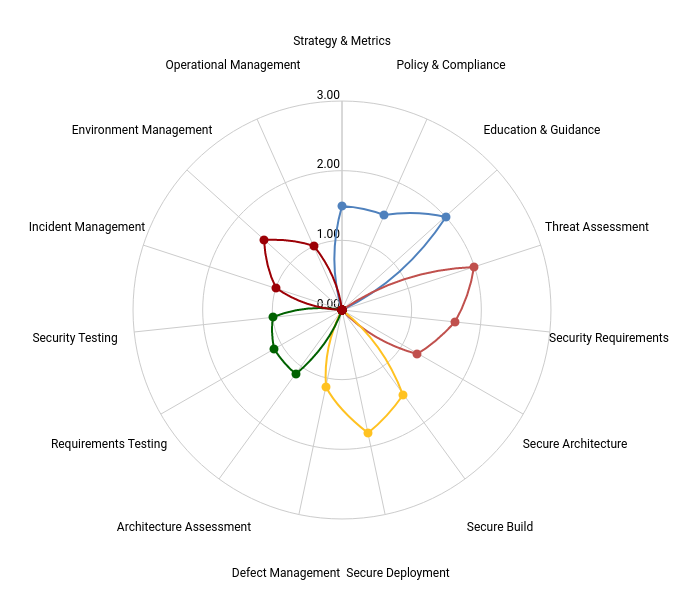 Strategy & Metrics
Operational Management
Policy & Compliance
3.00
Environment Management
Education & Guidance
2.00
Incident Management
Threat Assessment
1.00
0.00
Security Testing
Security Requirements
Requirements Testing
Secure Architecture
Architecture Assessment
Secure Build
Defect Management
Secure Deployment